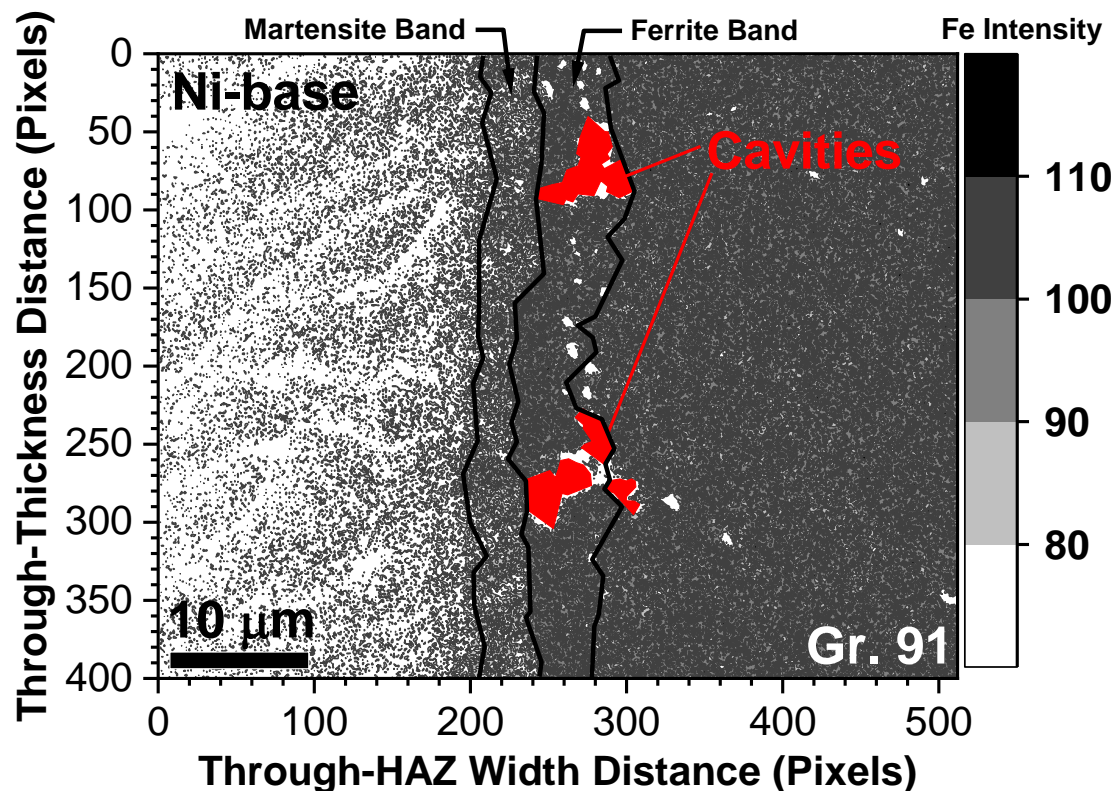 Martensite Band
Ferrite Band
Fe Intensity
Through-Thickness Distance (Pixels)
0
50
100
150
200
250
300
350
400
Ni-base
Cavities
10 μm
Gr. 91
110
100
90
80
0
100
200
300
400
500
Through-HAZ Width Distance (Pixels)